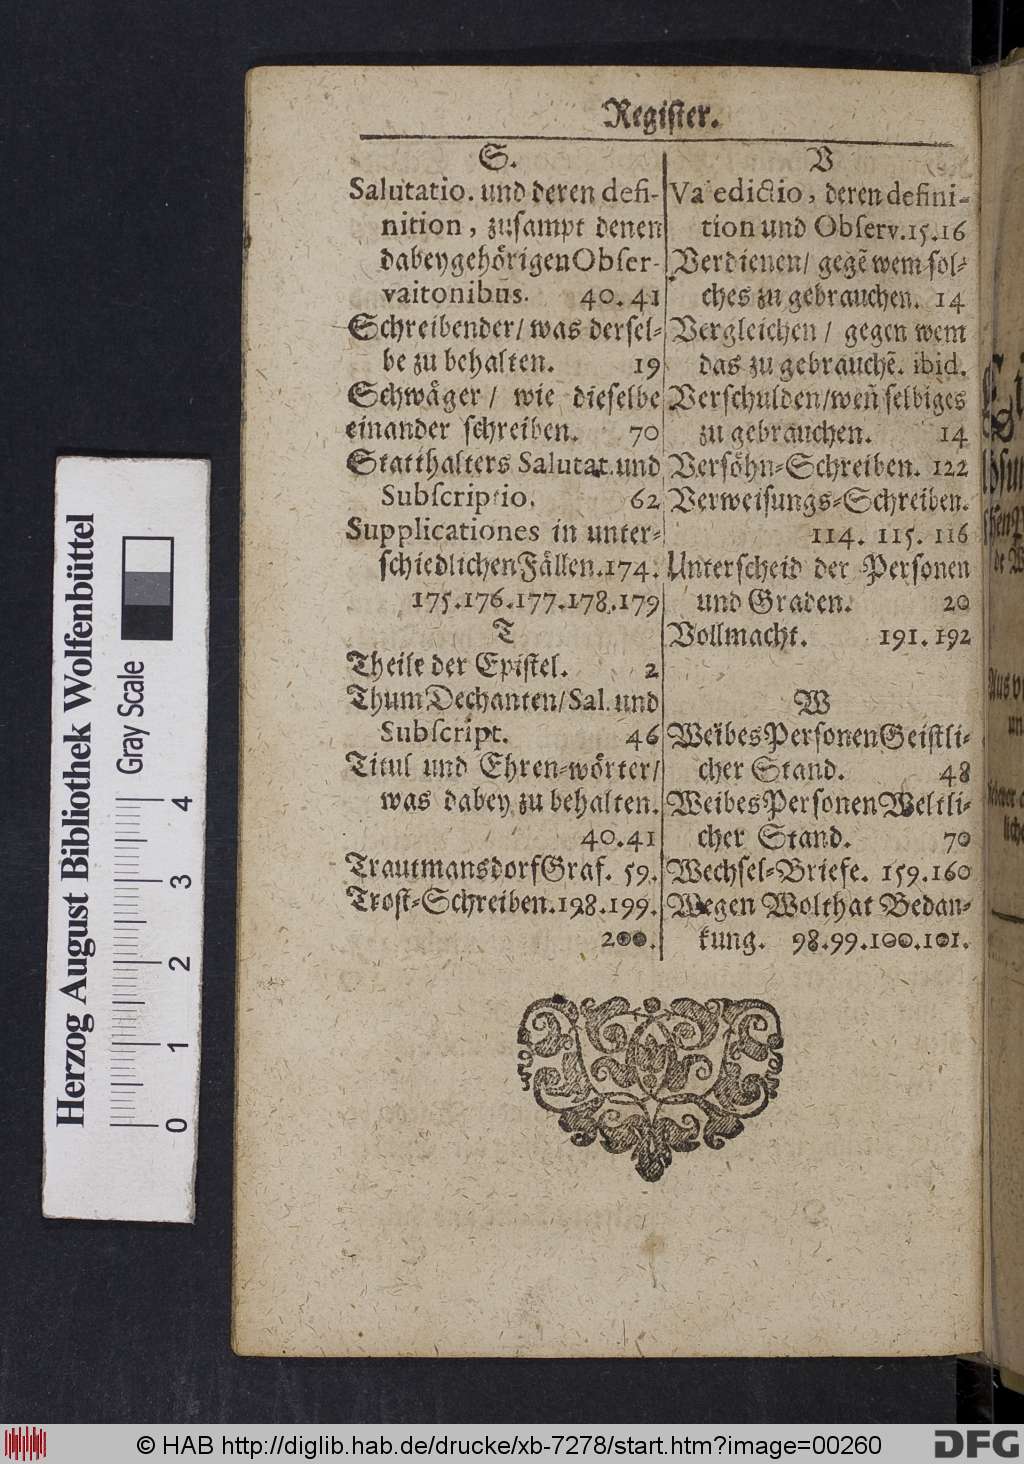 Register.
S.
Salutatio. und deren defi-
nition, zusampt denen
dabeygehörigen Obser-
vaitonibus. 40. 41
Schreibender/ was dersel-
be zu behalten. 19
Schwäger/ wie dieselbe
einander schreiben. 70
Statthalters Salutat. und
Subscriptio. 62
Supplicationes in unter-
schiedlichen Fällen. 174.
175. 176. 177. 178. 179
T
Theile der Epistel. 2
Thum Dechanten/ Sal. und
Subscript. 46
Titul und Ehren-wörter/
was dabey zu behalten.
40. 41
Trautmansdorf Graf. 59.
Trost-Schreiben. 198. 199.
200.
V
Va edictio, deren defini-
tion und Observ. 15. 16
Verdienen/ gegẽ wem sol-
ches zu gebrauchen. 14
Vergleichen/ gegen wem
das zu gebrauchẽ. ibid.
Verschulden/ wen̄ selbiges
zu gebrauchen. 14
Versöhn-Schreiben. 122
Verweisungs-Schreiben.
114. 115. 116
Unterscheid der Personen
und Graden. 20
Vollmacht. 191. 192
W
Weibes Personen Geistli-
cher Stand. 48
Weibes Personen Weltli-
cher Stand. 70
Wechsel-Briefe. 159. 160
Wegen Wolthat Bedan-
kung. 98. 99. 100. 101.
Herzog August Bibliothek Wolfenbüttel
Gray Scale
0 1 2 3 4
© HAB http://diglib.hab.de/drucke/xb-7278/start.htm?image=00260
DFG